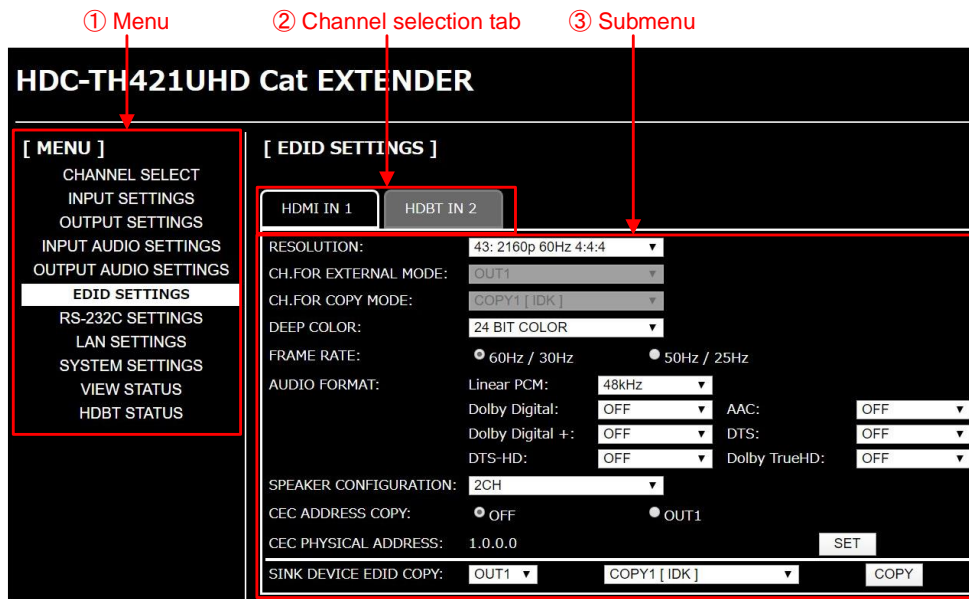 ① Menu
② Channel selection tab
③ Submenu
HDC-TH421UHD Cat EXTENDER
[ MENU ]
CHANNEL SELECT
INPUT SETTINGS
OUTPUT SETTINGS
INPUT AUDIO SETTINGS
OUTPUT AUDIO SETTINGS
EDID SETTINGS
RS-232C SETTINGS
LAN SETTINGS
SYSTEM SETTINGS
VIEW STATUS
HDBT STATUS
[ EDID SETTINGS ]
HDMI IN 1 HDBT IN 2
RESOLUTION: 43: 2160p 60Hz 4:4:4
CH.FOR EXTERNAL MODE: OUT1
CH.FOR COPY MODE: COPY1 [ IDK ]
DEEP COLOR: 24 BIT COLOR
FRAME RATE: 60Hz / 30Hz 50Hz / 25Hz
AUDIO FORMAT: Linear PCM: 48kHz
Dolby Digital: OFF AAC: OFF
Dolby Digital +: OFF DTS: OFF
DTS-HD: OFF Dolby TrueHD: OFF
SPEAKER CONFIGURATION: 2CH
CEC ADDRESS COPY: OFF OUT1
CEC PHYSICAL ADDRESS: 1.0.0.0 SET
SINK DEVICE EDID COPY: OUT1 COPY1 [ IDK ] COPY